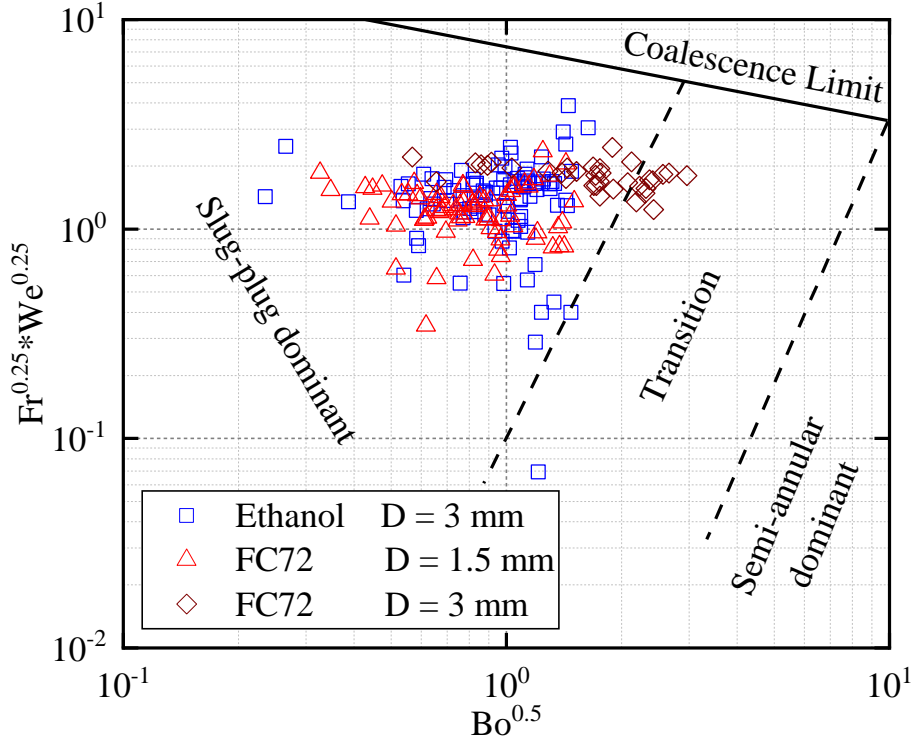 10^1
10^0
10^-1
10^-2
Fr^0.25*We^0.25
Coalescence Limit
Slug-plug dominant
Transition
Semi-annular
dominant
Ethanol D = 3 mm
FC72 D = 1.5 mm
FC72 D = 3 mm
10^-1
10^0
10^1
Bo^0.5